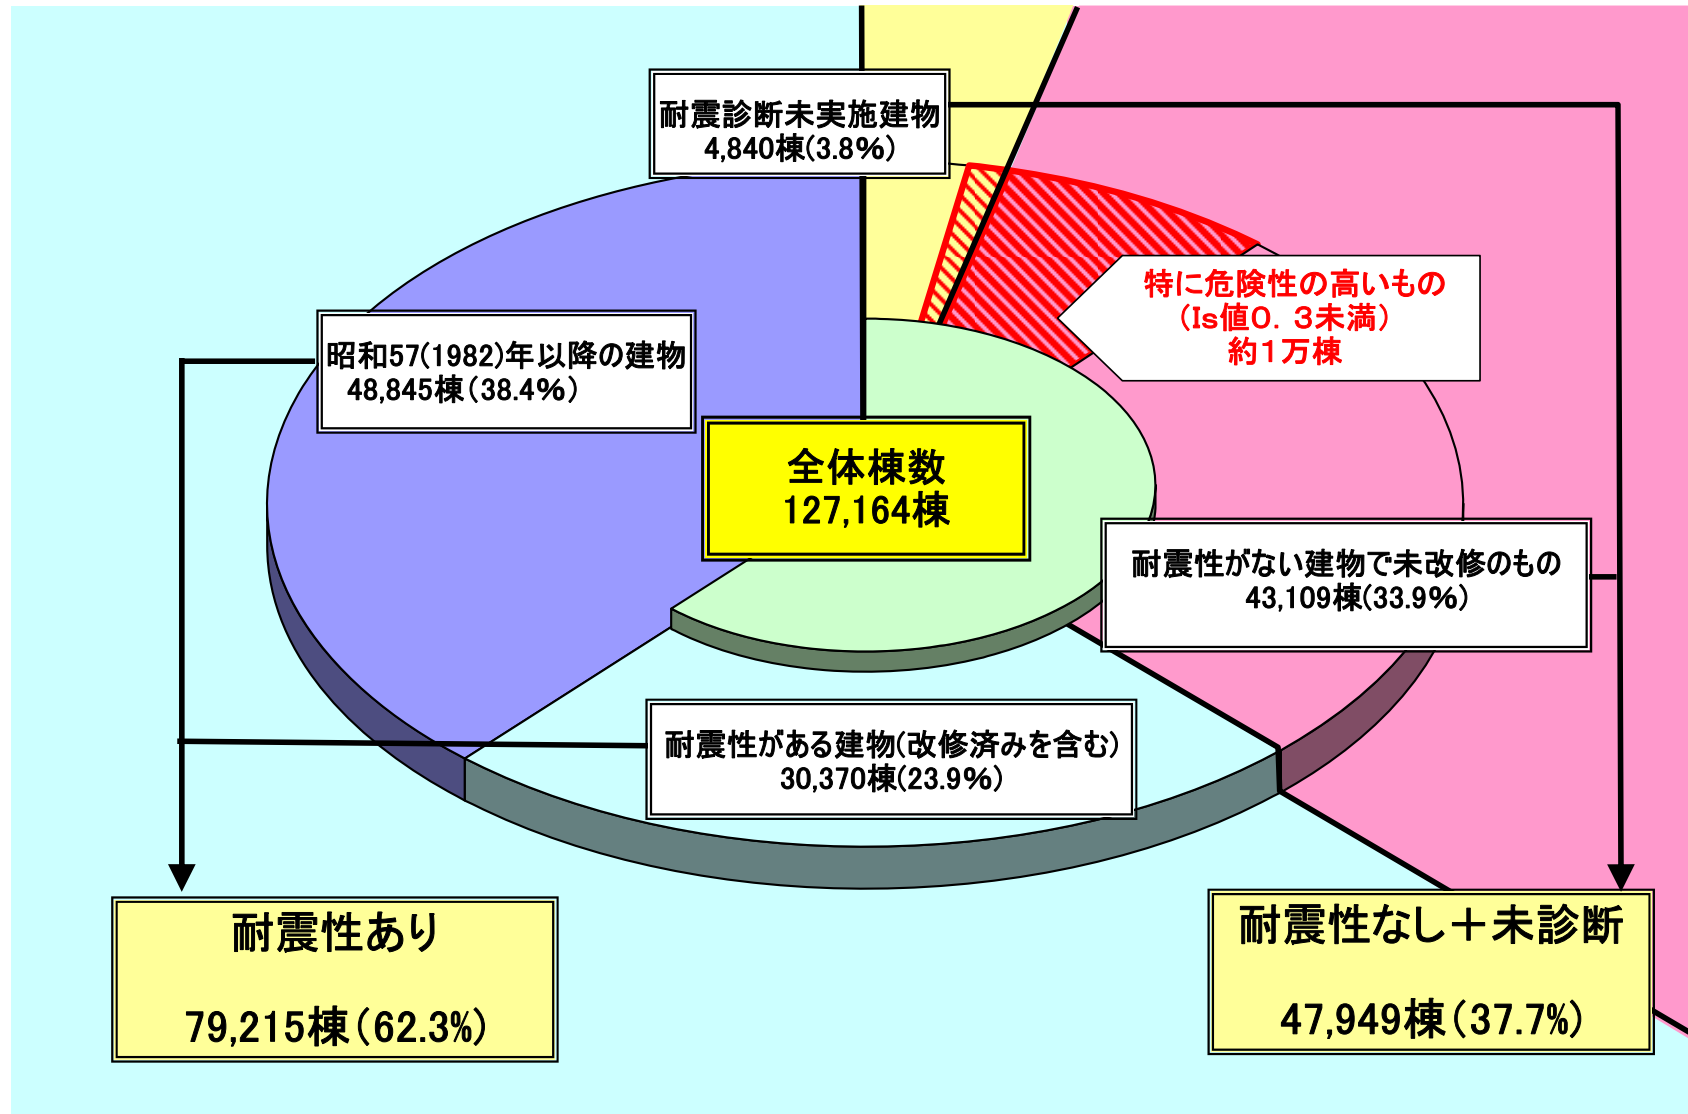 耐震診断未実施建物
4,840棟(3.8%)
特に危険性の高いもの
(Is値0.3未満)
約1万棟
昭和57(1982)年以降の建物
48,845棟(38.4%)
全体棟数
127,164棟
耐震性がない建物で未改修のもの
43,109棟(33.9%)
耐震性がある建物(改修済みを含む)
30,370棟(23.9%)
耐震性あり
79,215棟(62.3%)
耐震性なし+未診断
47,949棟(37.7%)